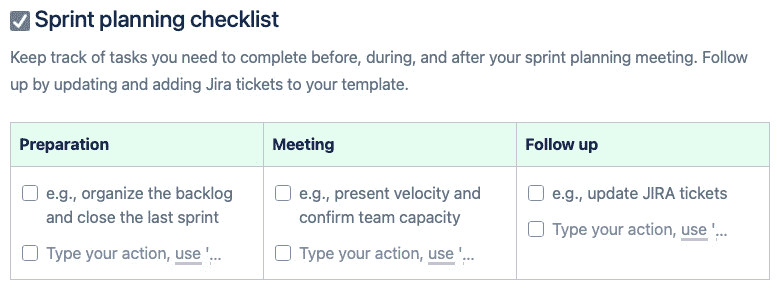 Sprint planning checklist
Keep track of tasks you need to complete before, during, and after your sprint planning meeting. Follow
up by updating and adding Jira tickets to your template.
Preparation
Meeting
Follow up
e.g., organize the backlog
and close the last sprint
Type your action, use '...
e.g., present velocity and
confirm team capacity
Type your action, use '...
e.g., update JIRA tickets
Type your action, use '...